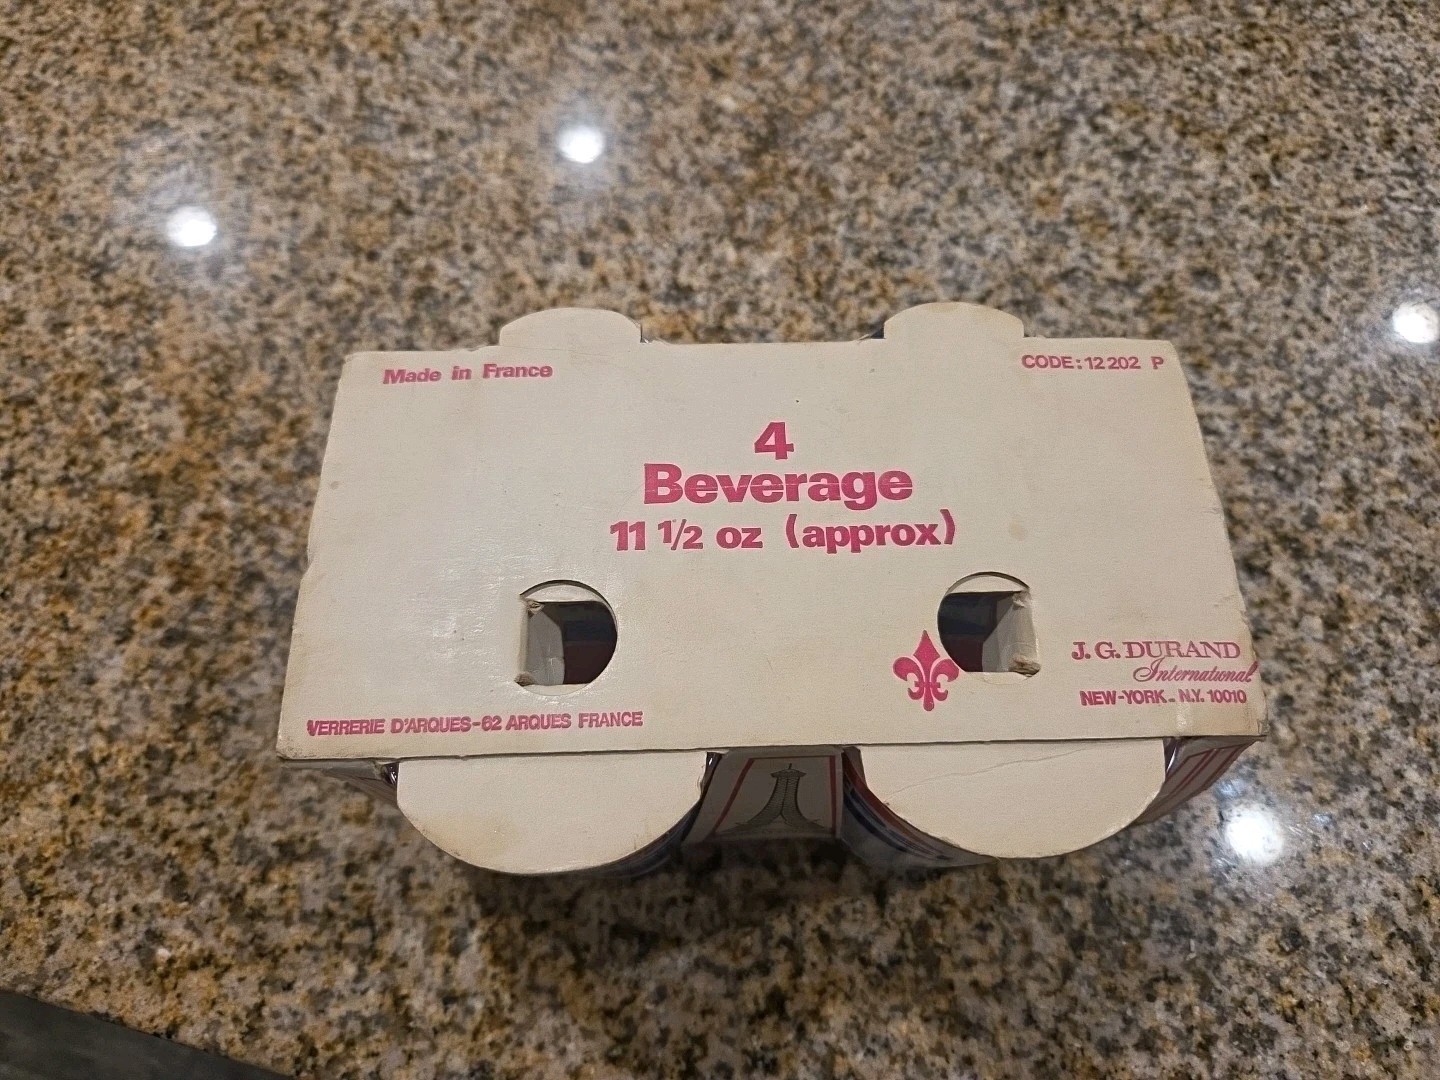 Made in France
CODE: 12 202 P
4
Beverage
11 1/2 oz (approx)
J. G. DURAND
International
NEW-YORK. N.Y. 10010
VERRERIE D'ARQUES-62 ARQUES FRANCE